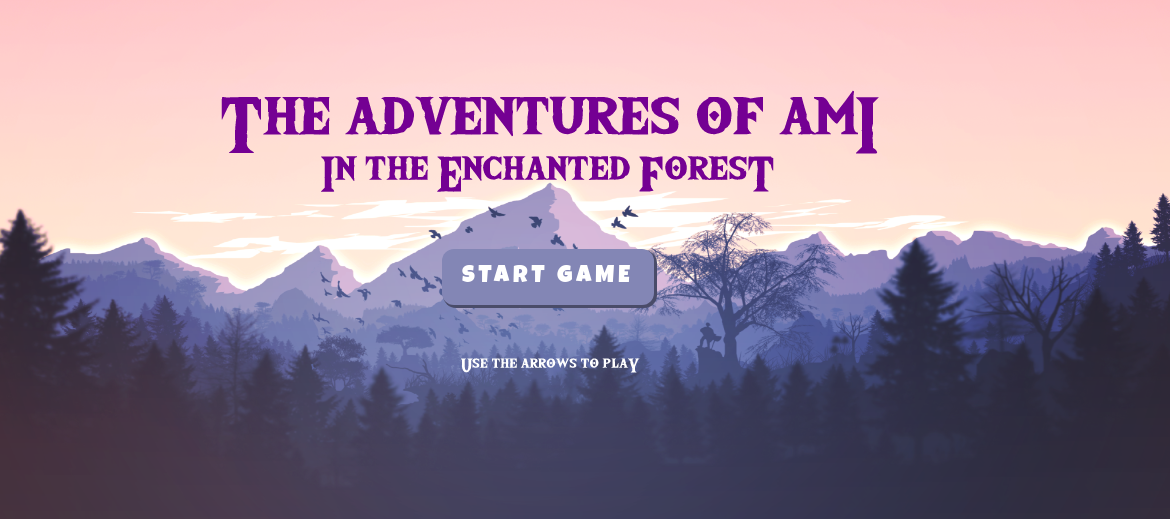 The adventures of amI
In the Enchanted ForesT
START GAME
Use the arrows to plaY